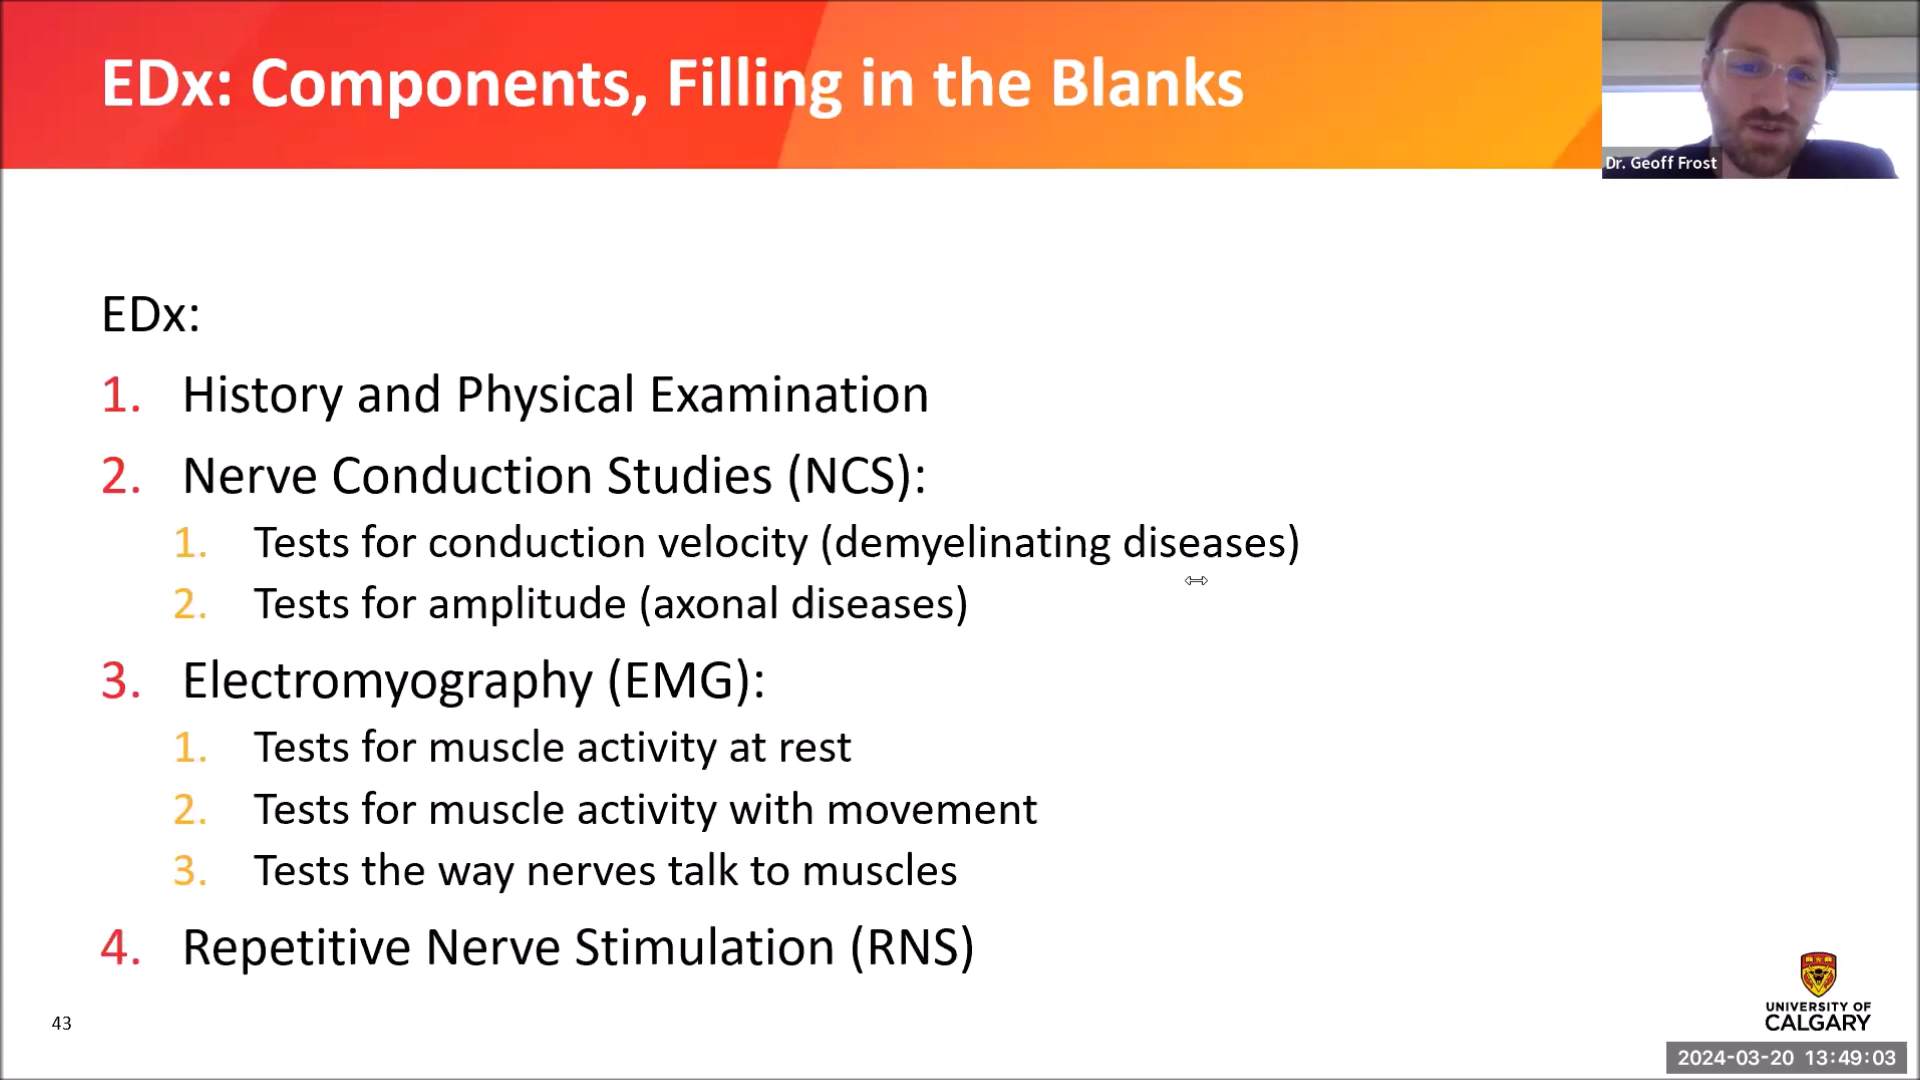 EDx: Components, Filling in the Blanks
Dr. Geoff Frost
EDx:
1. History and Physical Examination
2. Nerve Conduction Studies (NCS):
1. Tests for conduction velocity (demyelinating diseases)
2. Tests for amplitude (axonal diseases)
3. Electromyography (EMG):
1. Tests for muscle activity at rest
2. Tests for muscle activity with movement
3. Tests the way nerves talk to muscles
4. Repetitive Nerve Stimulation (RNS)
43
UNIVERSITY OF
CALGARY
2024-03-20 13:49:03